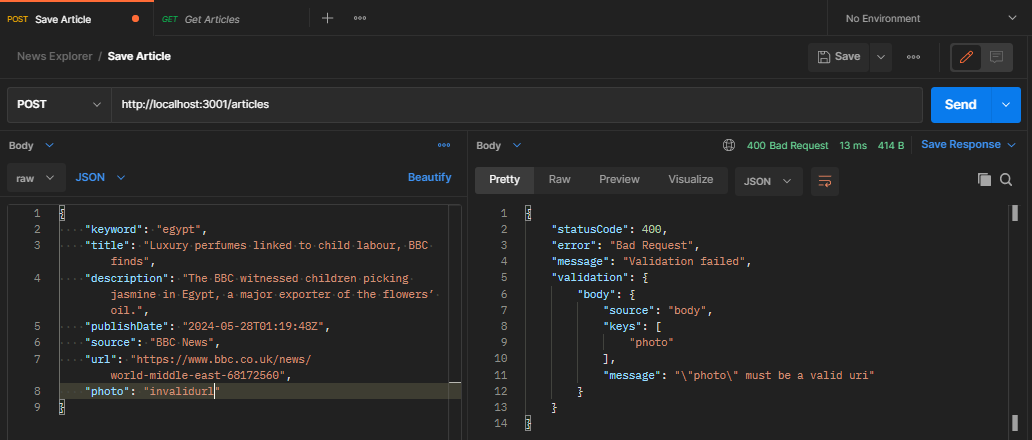 POST Save Article
GET Get Articles
No Environment
News Explorer / Save Article
Save
POST http://localhost:3001/articles
Send
Body
raw JSON Beautify
1 {
2 "keyword": "egypt",
3 "title": "Luxury perfumes linked to child labour, BBC
finds",
4 "description": "The BBC witnessed children picking
jasmine in Egypt, a major exporter of the flowers’
oil.",
5 "publishDate": "2024-05-28T01:19:48Z",
6 "source": "BBC News",
7 "url": "https://www.bbc.co.uk/news/
world-middle-east-68172560",
8 "photo": "invalidurl"
9 }
Body 400 Bad Request 13 ms 414 B Save Response
Pretty Raw Preview Visualize JSON
1 {
2 "statusCode": 400,
3 "error": "Bad Request",
4 "message": "Validation failed",
5 "validation": {
6 "body": {
7 "source": "body",
8 "keys": [
9 "photo"
10 ],
11 "message": "\"photo\" must be a valid uri"
12 }
13 }
14 }